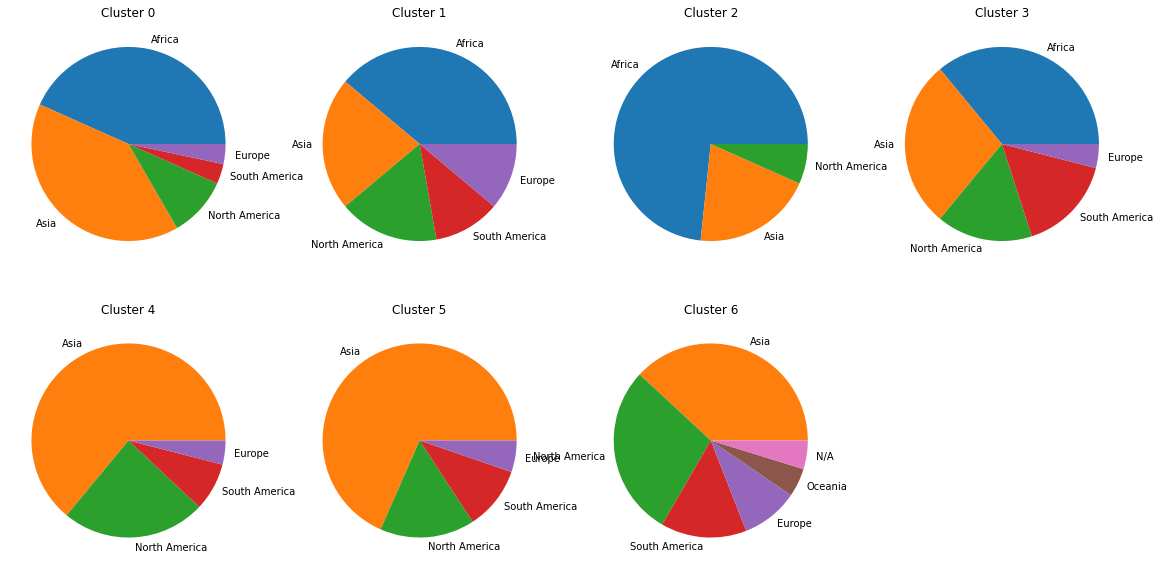 Cluster 0
Africa
Asia
North America
South America
Europe
Cluster 1
Africa
Asia
North America
South America
Europe
Cluster 2
Africa
Asia
North America
Cluster 3
Africa
Asia
North America
South America
Europe
Cluster 4
Asia
North America
South America
Europe
Cluster 5
Asia
North America
South America
Europe
Cluster 6
Asia
North America
South America
Europe
Oceania
N/A